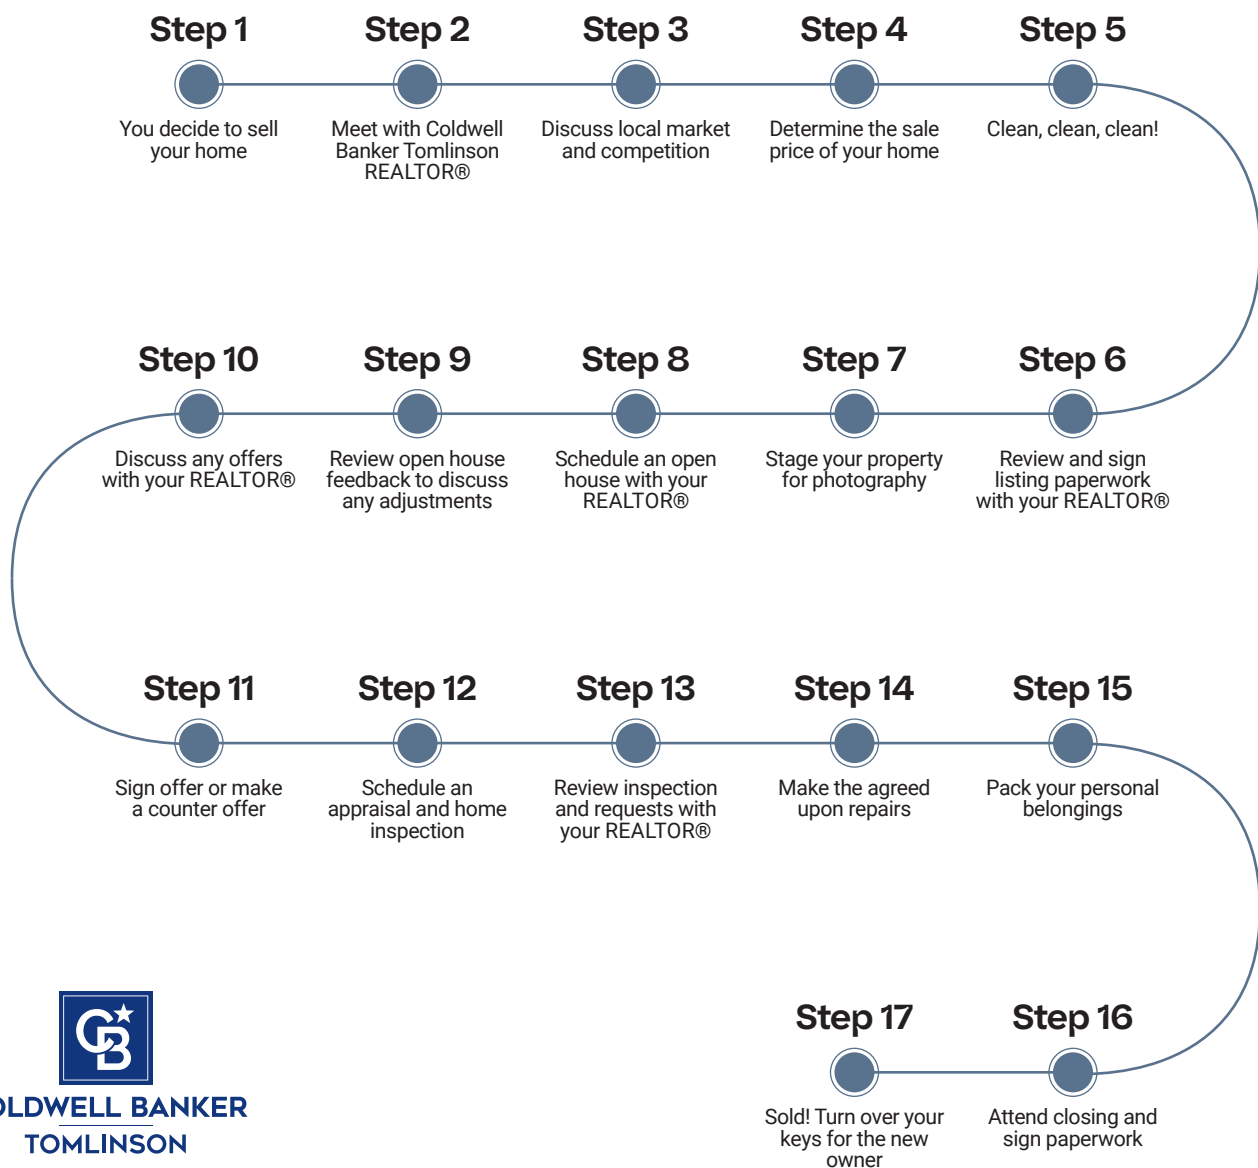 Step 1
You decide to sell
your home
Step 2
Meet with Coldwell
Banker Tomlinson
REALTOR®
Step 3
Discuss local market
and competition
Step 4
Determine the sale
price of your home
Step 5
Clean, clean, clean!
Step 6
Review and sign
listing paperwork
with your REALTOR®
Step 7
Stage your property
for photography
Step 8
Schedule an open
house with your
REALTOR®
Step 9
Review open house
feedback to discuss
any adjustments
Step 10
Discuss any offers
with your REALTOR®
Step 11
Sign offer or make
a counter offer
Step 12
Schedule an
appraisal and home
inspection
Step 13
Review inspection
and requests with
your REALTOR®
Step 14
Make the agreed
upon repairs
Step 15
Pack your personal
belongings
Step 16
Attend closing and
sign paperwork
Step 17
Sold! Turn over your
keys for the new
owner
CB
OLDWELL BANKER
TOMLINSON